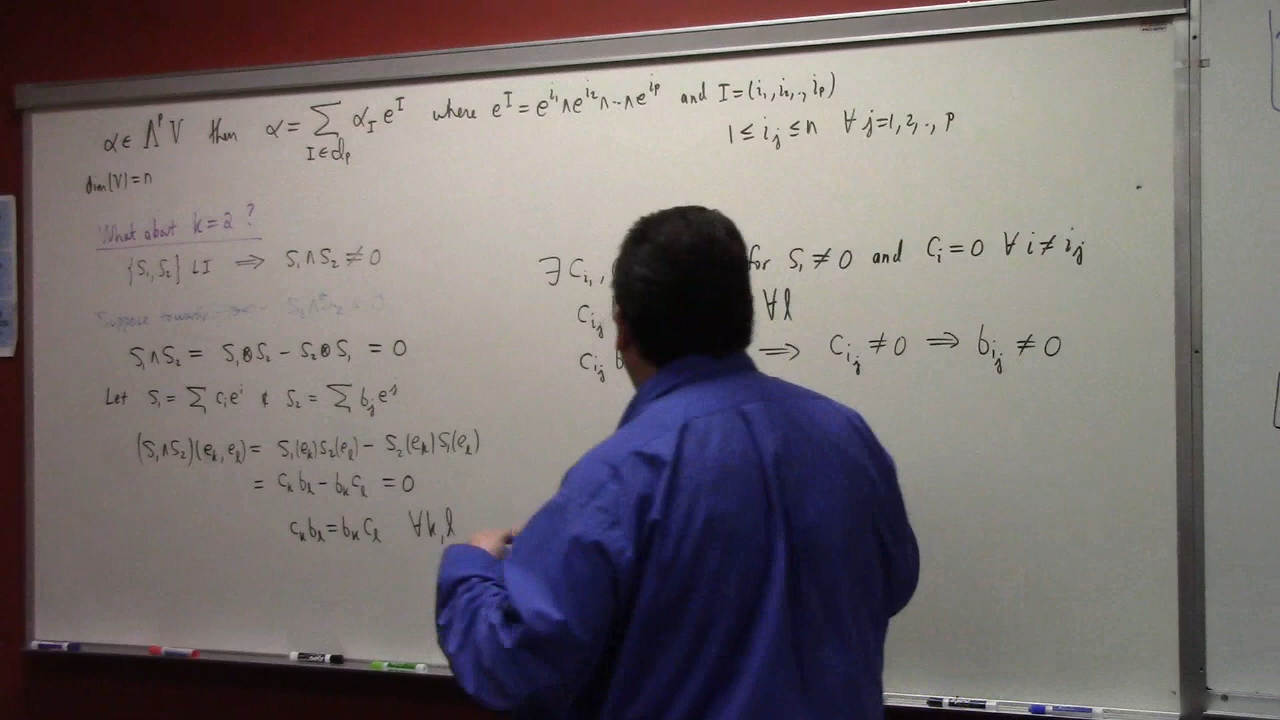 α ∈ Λ^p V then α = ∑_{I∈𝒥_p} α_I e^I where e^I = e^{i_1} ∧ e^{i_2} ∧ ·· ∧ e^{i_p} and I = (i_1, i_2, .., i_p)
1 ≤ i_j ≤ n ∀ j = 1, 2, .., p
dim(V) = n
What about k = 2 ?
{S_1, S_2} LI ⟹ S_1 ∧ S_2 ≠ 0
Suppose towards
S_1 ∧ S_2 = S_1 ⊗ S_2 − S_2 ⊗ S_1 = 0
Let S_1 = ∑ c_i e^i & S_2 = ∑ b_j e^j
(S_1 ∧ S_2)(e_k, e_l) = S_1(e_k) S_2(e_l) − S_2(e_k) S_1(e_l)
= c_k b_l − b_k c_l = 0
c_k b_l = b_k c_l ∀ k, l
∃ C_{i_1}, for S_1 ≠ 0 and C_i = 0 ∀ i ≠ i_j
C_{i_j} ∀ l
C_{i_j} b ⟹ C_{i_j} ≠ 0 ⟹ b_{i_j} ≠ 0